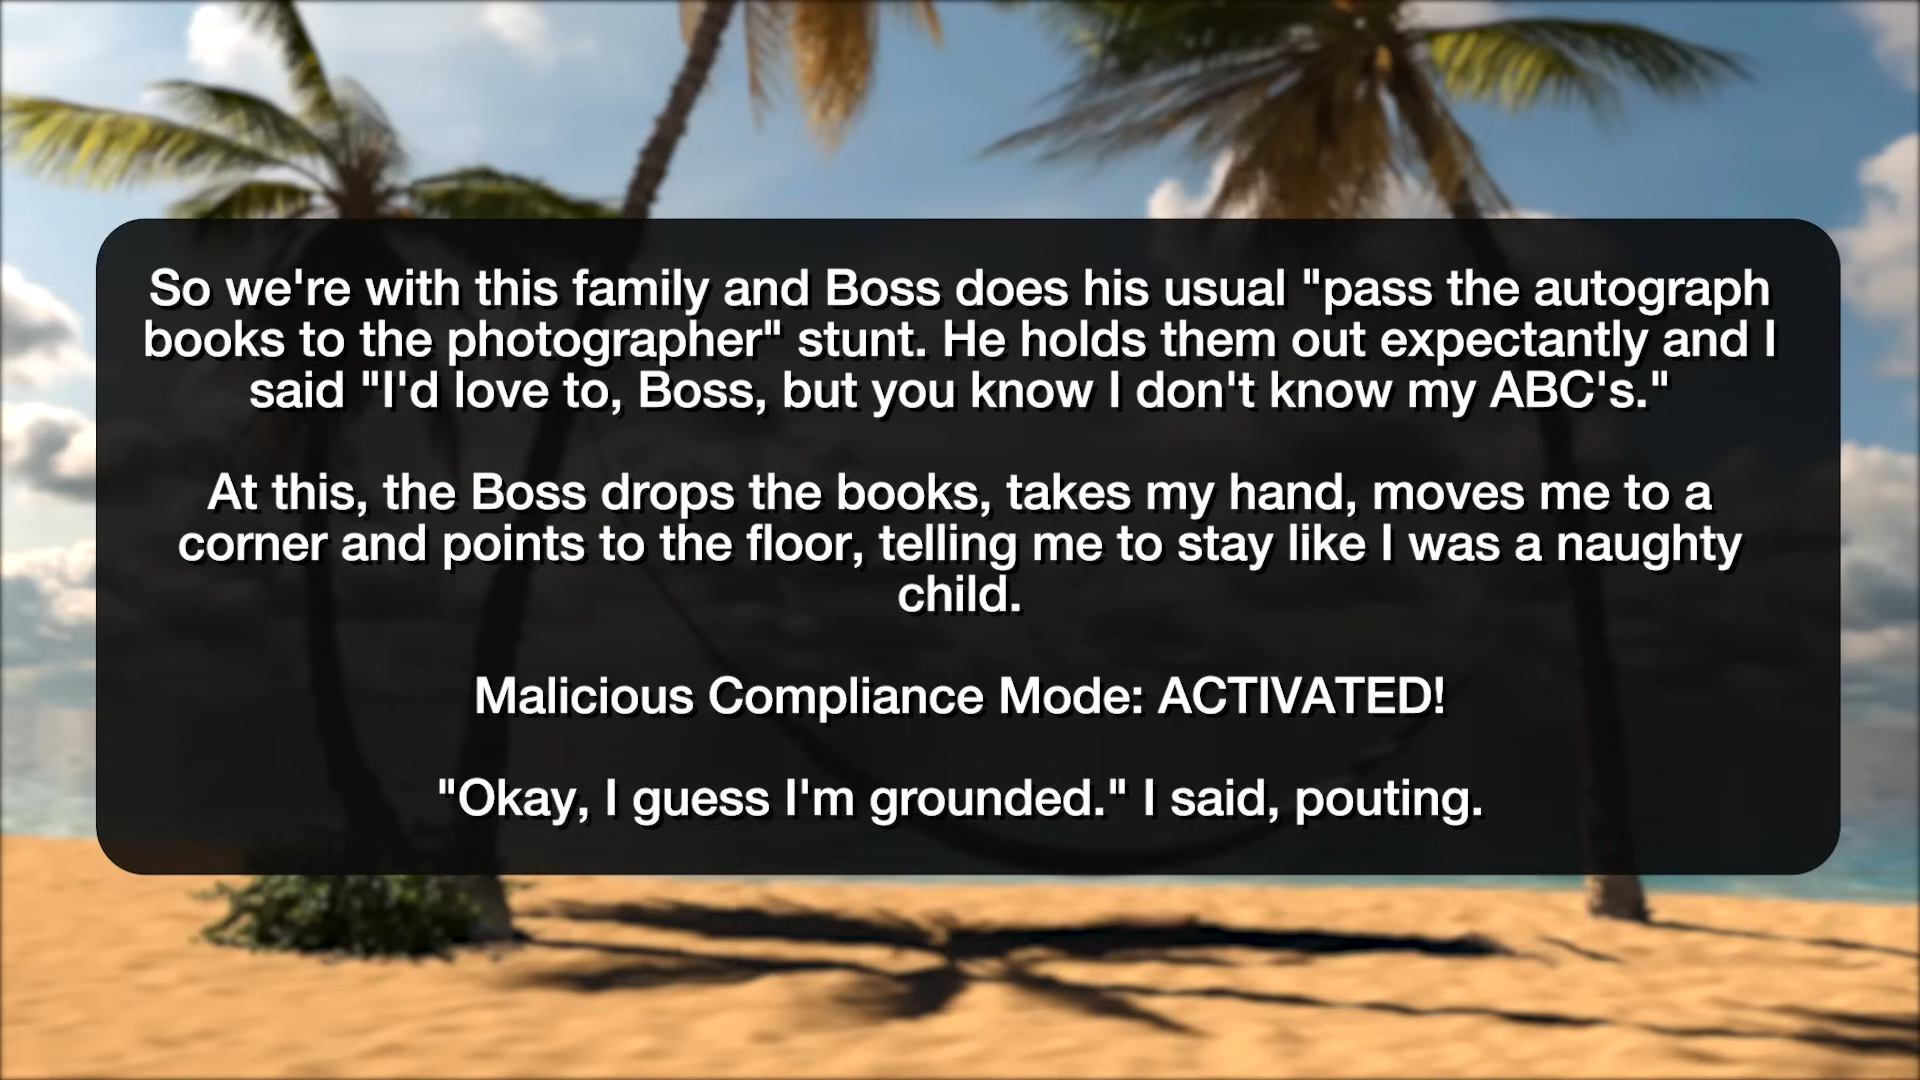 So we're with this family and Boss does his usual "pass the autograph
books to the photographer" stunt. He holds them out expectantly and I
said "I'd love to, Boss, but you know I don't know my ABC's."
At this, the Boss drops the books, takes my hand, moves me to a
corner and points to the floor, telling me to stay like I was a naughty
child.
Malicious Compliance Mode: ACTIVATED!
"Okay, I guess I'm grounded." I said, pouting.